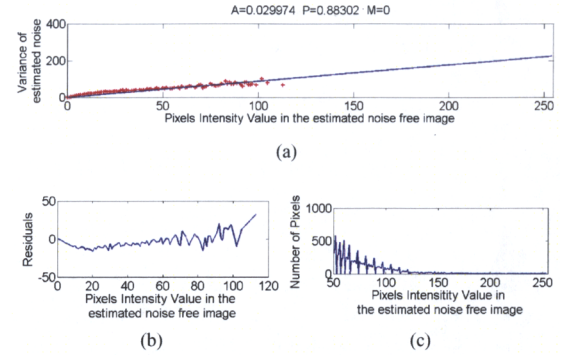 A=0.029974 P=0.88302 M=0
Variance of
estimated noise
400
200
0
0 50 100 150 200 250
Pixels Intensity Value in the estimated noise free image
(a)
Residuals
50
0
-50
0 20 40 60 80 100 120
Pixels Intensity Value in the
estimated noise free image
(b)
Number of Pixels
1000
500
0
50 100 150 200 250
Pixels Intensitity Value in
the estimated noise free image
(c)